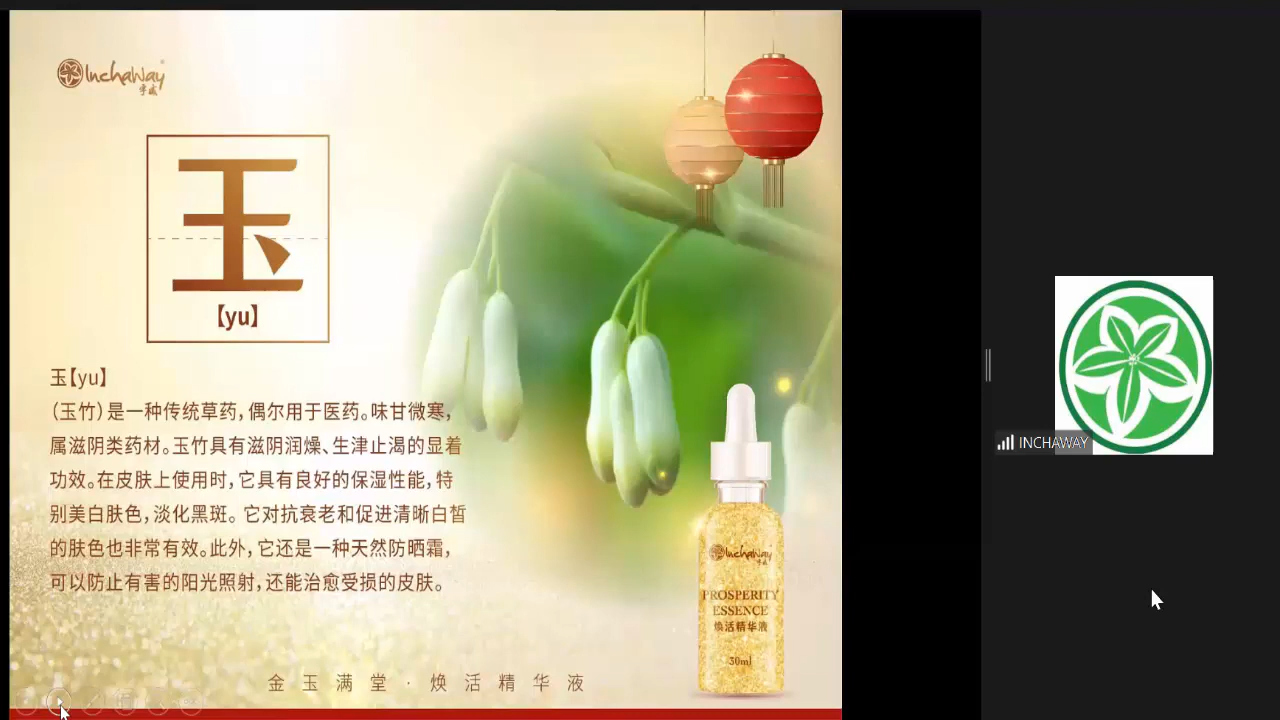 InchaWay
宇威
玉
【yu】
玉【yu】
（玉竹）是一种传统草药，偶尔用于医药。味甘微寒，
属滋阴类药材。玉竹具有滋阴润燥、生津止渴的显着
功效。在皮肤上使用时，它具有良好的保湿性能，特
别美白肤色，淡化黑斑。它对抗衰老和促进清晰白皙
的肤色也非常有效。此外，它还是一种天然防晒霜，
可以防止有害的阳光照射，还能治愈受损的皮肤。
InchaWay
宇威
PROSPERITY
ESSENCE
焕活精华液
30ml
金玉满堂·焕活精华液
INCHAWAY